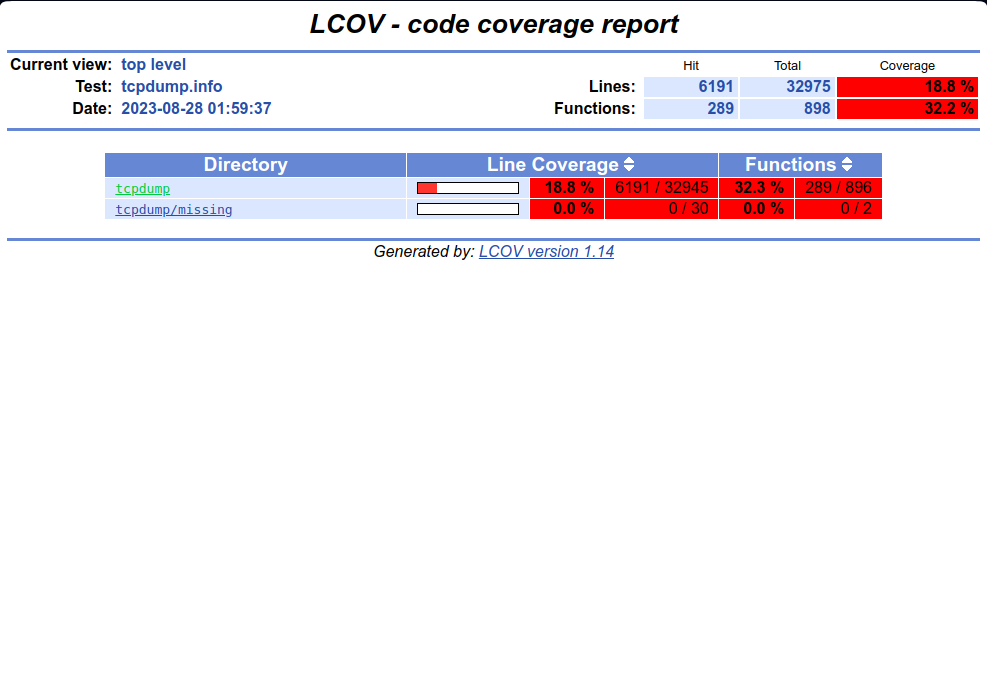 LCOV - code coverage report
Current view: top level Hit Total Coverage
Test: tcpdump.info Lines: 6191 32975 18.8 %
Date: 2023-08-28 01:59:37 Functions: 289 898 32.2 %
Directory Line Coverage Functions
tcpdump 18.8 % 6191 / 32945 32.3 % 289 / 896
tcpdump/missing 0.0 % 0 / 30 0.0 % 0 / 2
Generated by: LCOV version 1.14